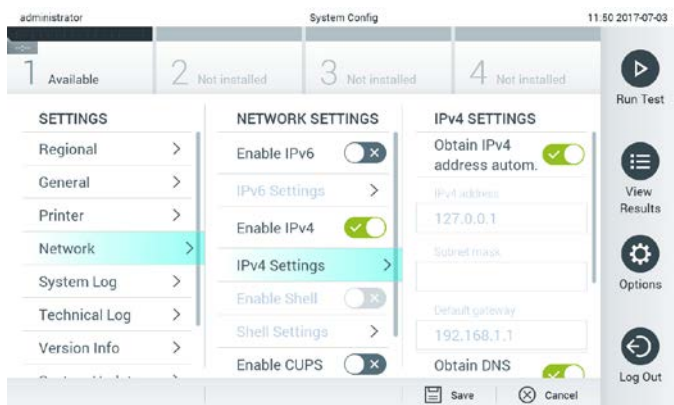 administrator
System Config
11:50 2017-07-03
1 Available
2 Not installed
3 Not installed
4 Not installed
SETTINGS
Regional
General
Printer
Network
System Log
Technical Log
Version Info
NETWORK SETTINGS
Enable IPv6
IPv6 Settings
Enable IPv4
IPv4 Settings
Enable Shell
Shell Settings
Enable CUPS
IPv4 SETTINGS
Obtain IPv4
address autom.
IPv4 address
127.0.0.1
Subnet mask
Default gateway
192.168.1.1
Obtain DNS
Save
Cancel
Run Test
View
Results
Options
Log Out